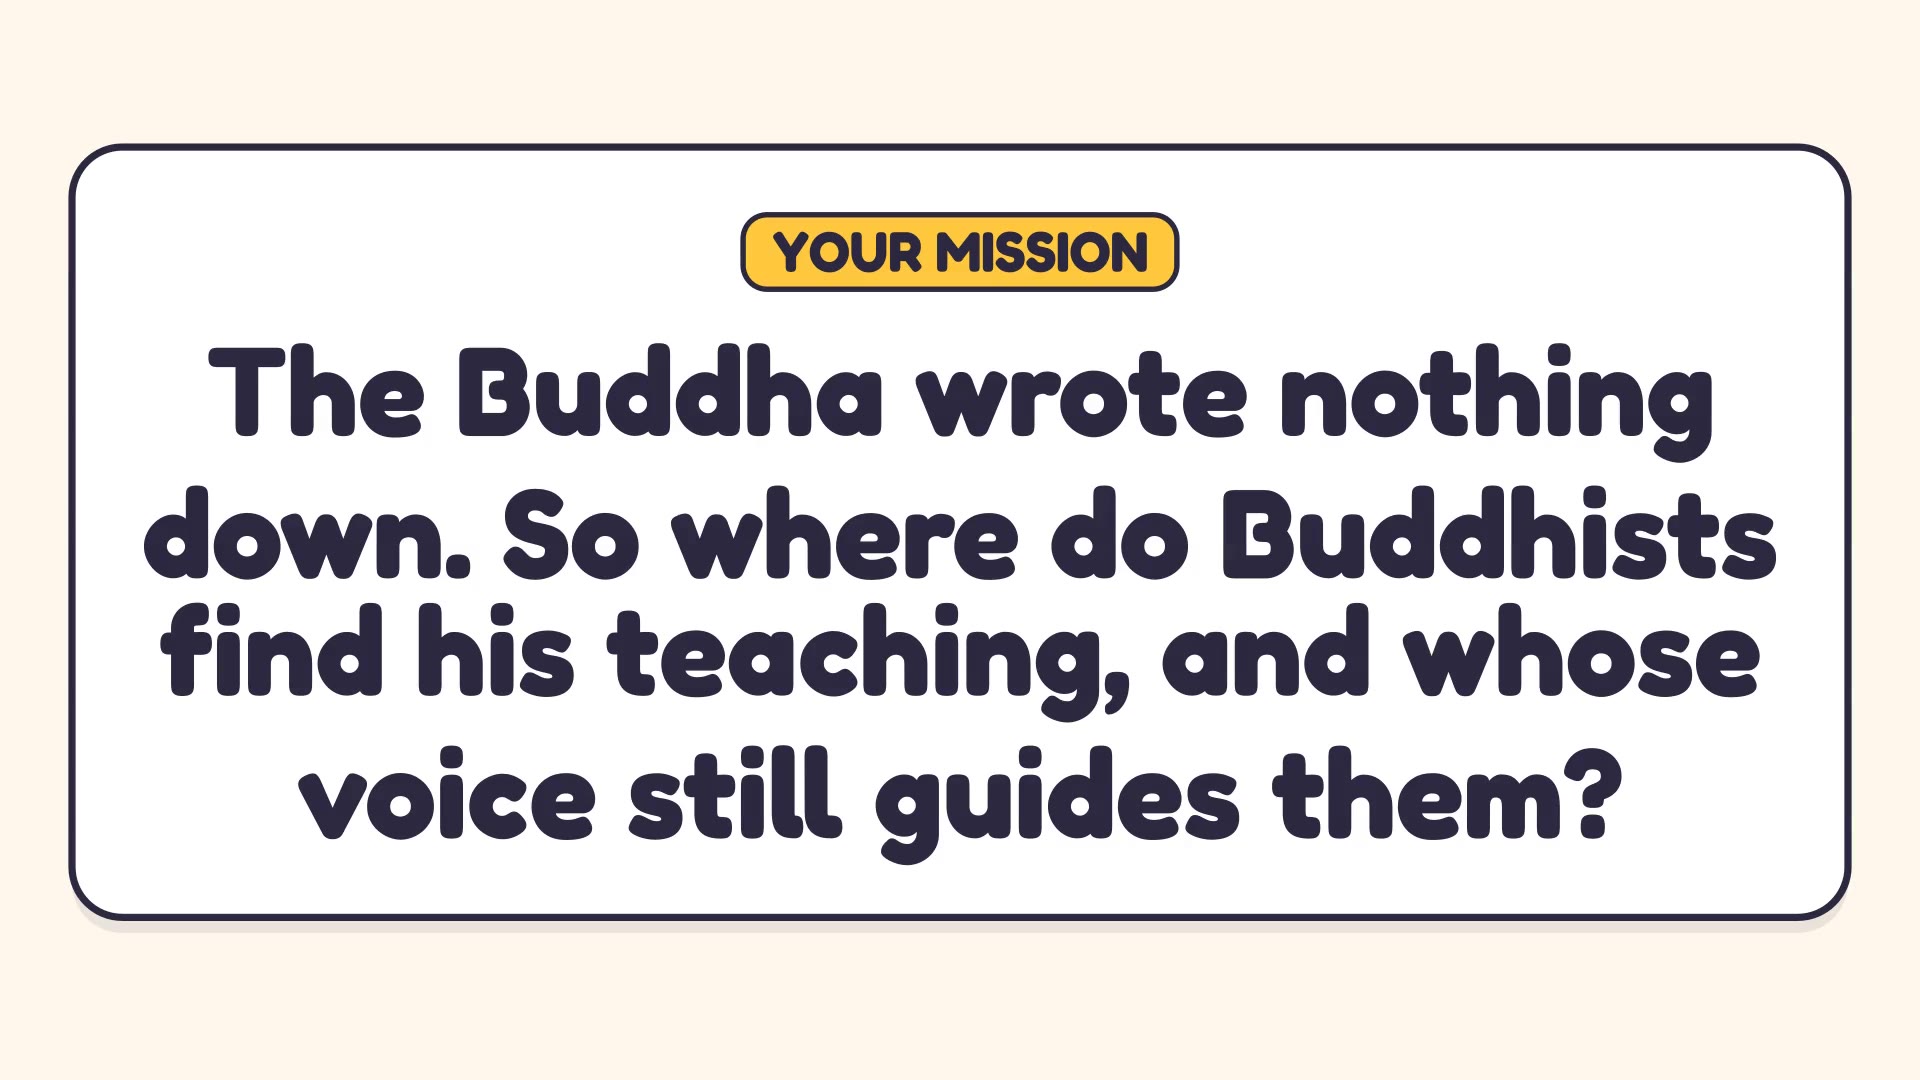 YOUR MISSION
The Buddha wrote nothing
down. So where do Buddhists
find his teaching, and whose
voice still guides them?